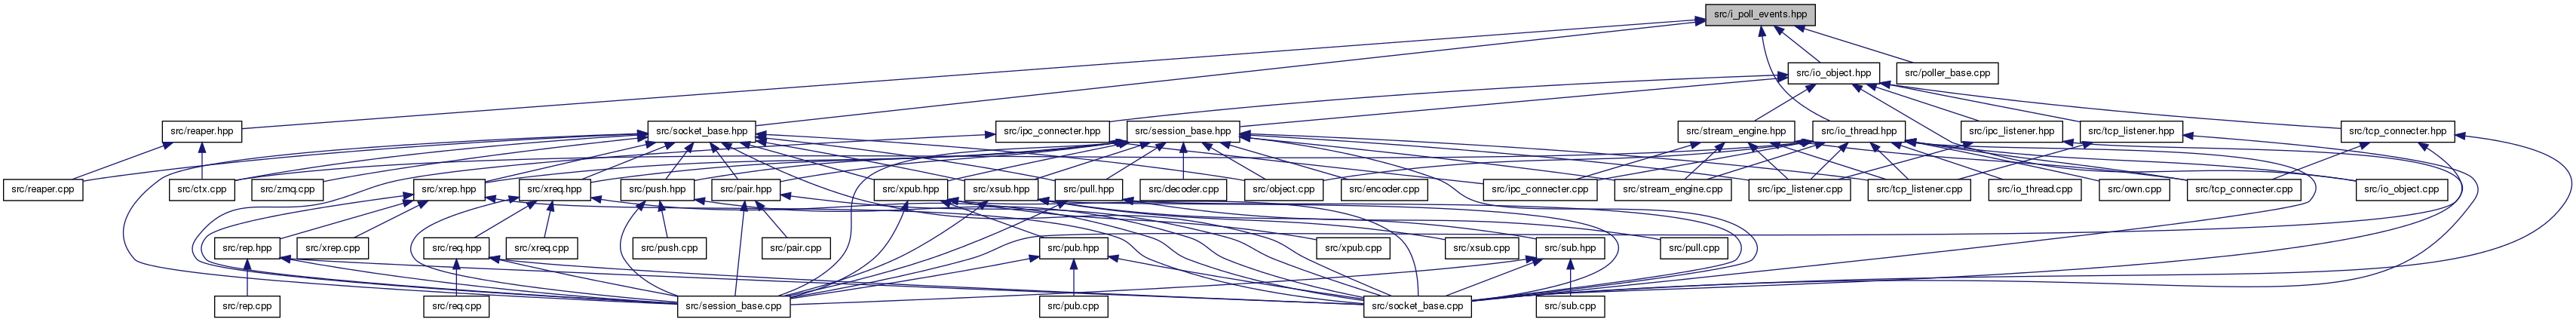 src/i_poll_events.hpp
src/io_object.hpp
src/poller_base.cpp
src/reaper.hpp
src/socket_base.hpp
src/ipc_connecter.hpp
src/session_base.hpp
src/stream_engine.hpp
src/io_thread.hpp
src/ipc_listener.hpp
src/tcp_listener.hpp
src/tcp_connecter.hpp
src/reaper.cpp
src/ctx.cpp
src/zmq.cpp
src/xrep.hpp
src/xreq.hpp
src/push.hpp
src/pair.hpp
src/xpub.hpp
src/xsub.hpp
src/pull.hpp
src/decoder.cpp
src/object.cpp
src/encoder.cpp
src/ipc_connecter.cpp
src/stream_engine.cpp
src/ipc_listener.cpp
src/tcp_listener.cpp
src/io_thread.cpp
src/own.cpp
src/tcp_connecter.cpp
src/io_object.cpp
src/rep.hpp
src/xrep.cpp
src/req.hpp
src/xreq.cpp
src/push.cpp
src/pair.cpp
src/pub.hpp
src/xpub.cpp
src/xsub.cpp
src/sub.hpp
src/pull.cpp
src/rep.cpp
src/req.cpp
src/session_base.cpp
src/pub.cpp
src/socket_base.cpp
src/sub.cpp